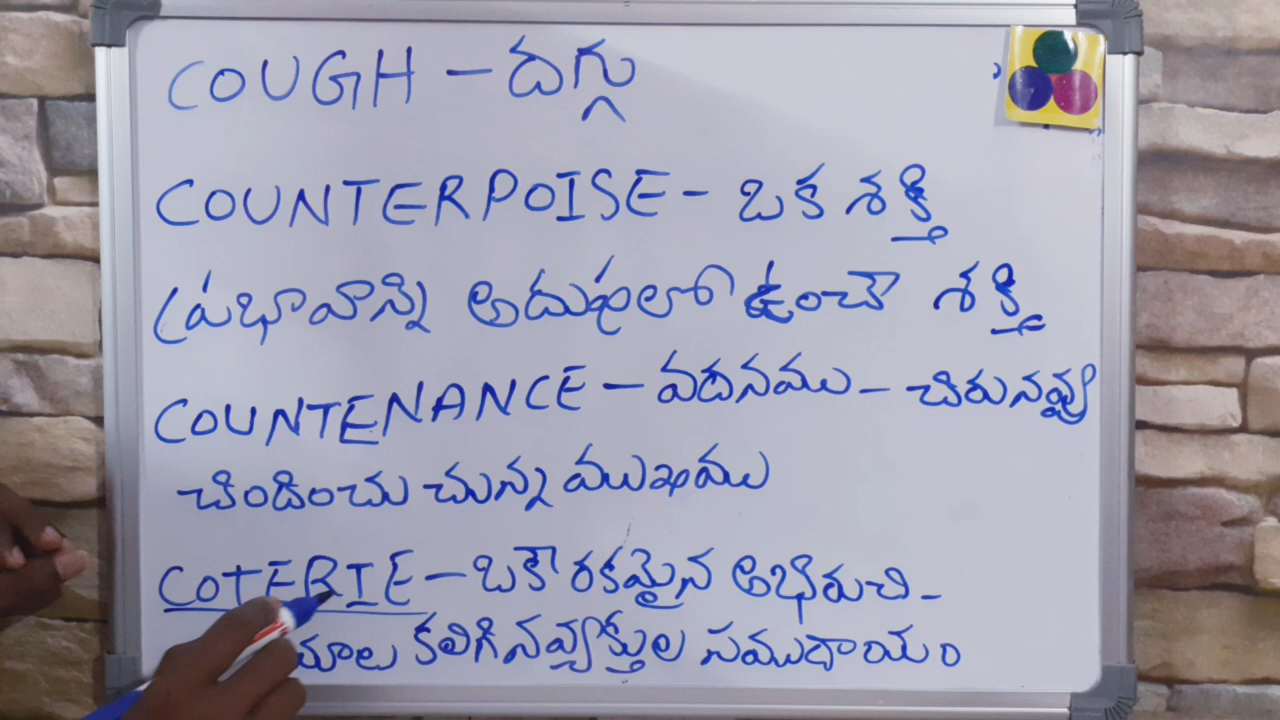 COUGH - దగ్గు
COUNTERPOISE - ఒక శక్తి
ప్రభావాన్ని అదుపులో ఉంచే శక్తి
COUNTENANCE - వదనము - చిరునవ్వు
చిందించు చున్న ముఖము
COTERIE - ఒకే రకమైన అభిరుచి -
కలిగిన వ్యక్తుల సముదాయం